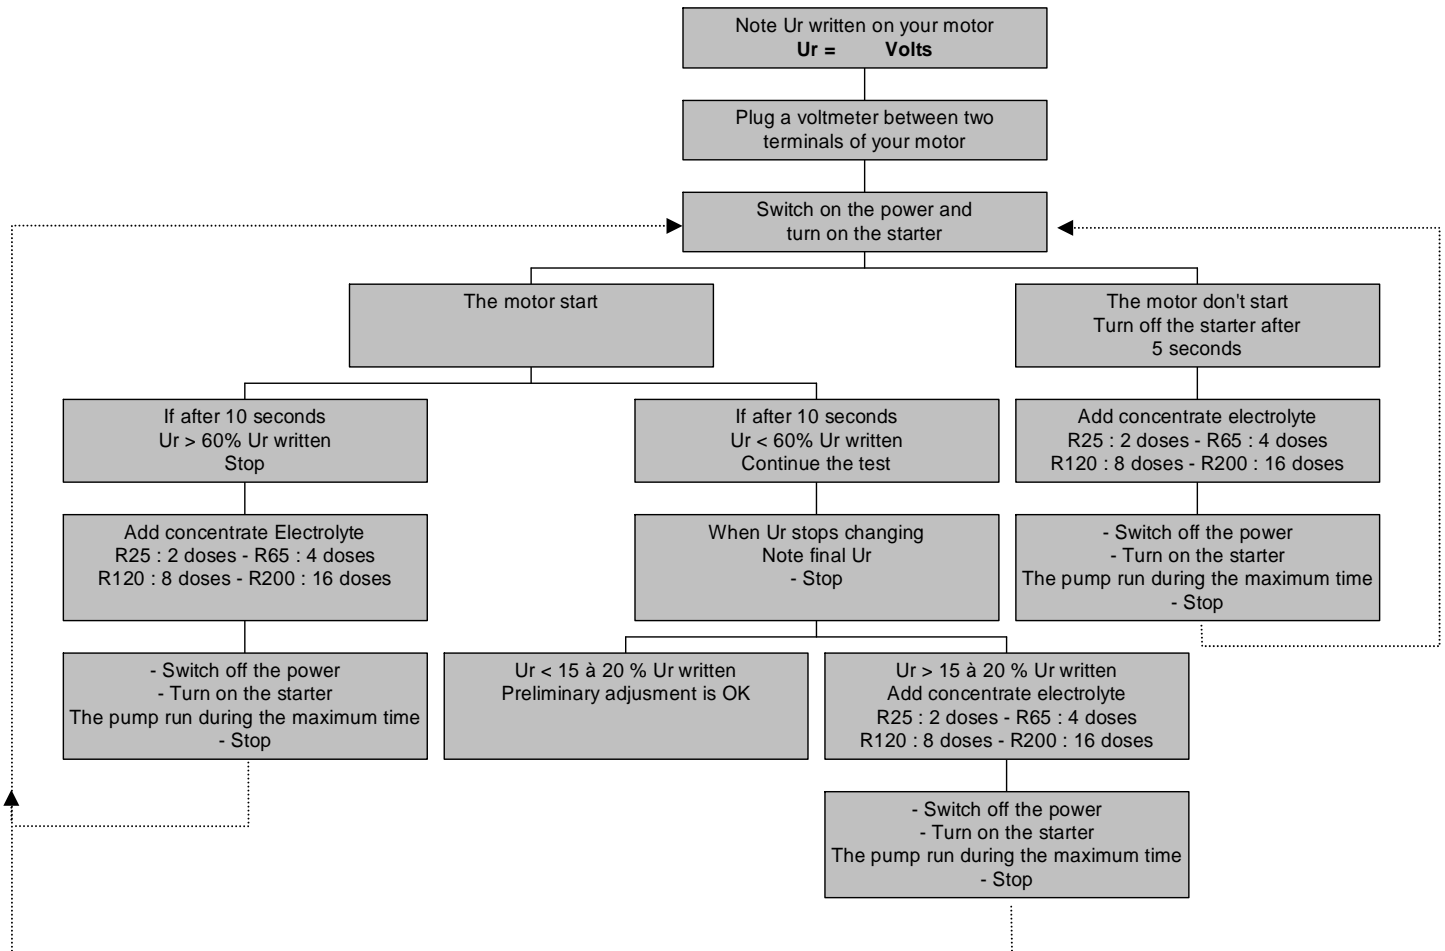 Note Ur written on your motor
Ur = Volts
Plug a voltmeter between two
terminals of your motor
Switch on the power and
turn on the starter
The motor start
The motor don't start
Turn off the starter after
5 seconds
If after 10 seconds
Ur > 60% Ur written
Stop
If after 10 seconds
Ur < 60% Ur written
Continue the test
Add concentrate electrolyte
R25 : 2 doses - R65 : 4 doses
R120 : 8 doses - R200 : 16 doses
Add concentrate Electrolyte
R25 : 2 doses - R65 : 4 doses
R120 : 8 doses - R200 : 16 doses
When Ur stops changing
Note final Ur
- Stop
- Switch off the power
- Turn on the starter
The pump run during the maximum time
- Stop
- Switch off the power
- Turn on the starter
The pump run during the maximum time
- Stop
Ur < 15 à 20 % Ur written
Preliminary adjusment is OK
Ur > 15 à 20 % Ur written
Add concentrate electrolyte
R25 : 2 doses - R65 : 4 doses
R120 : 8 doses - R200 : 16 doses
- Switch off the power
- Turn on the starter
The pump run during the maximum time
- Stop